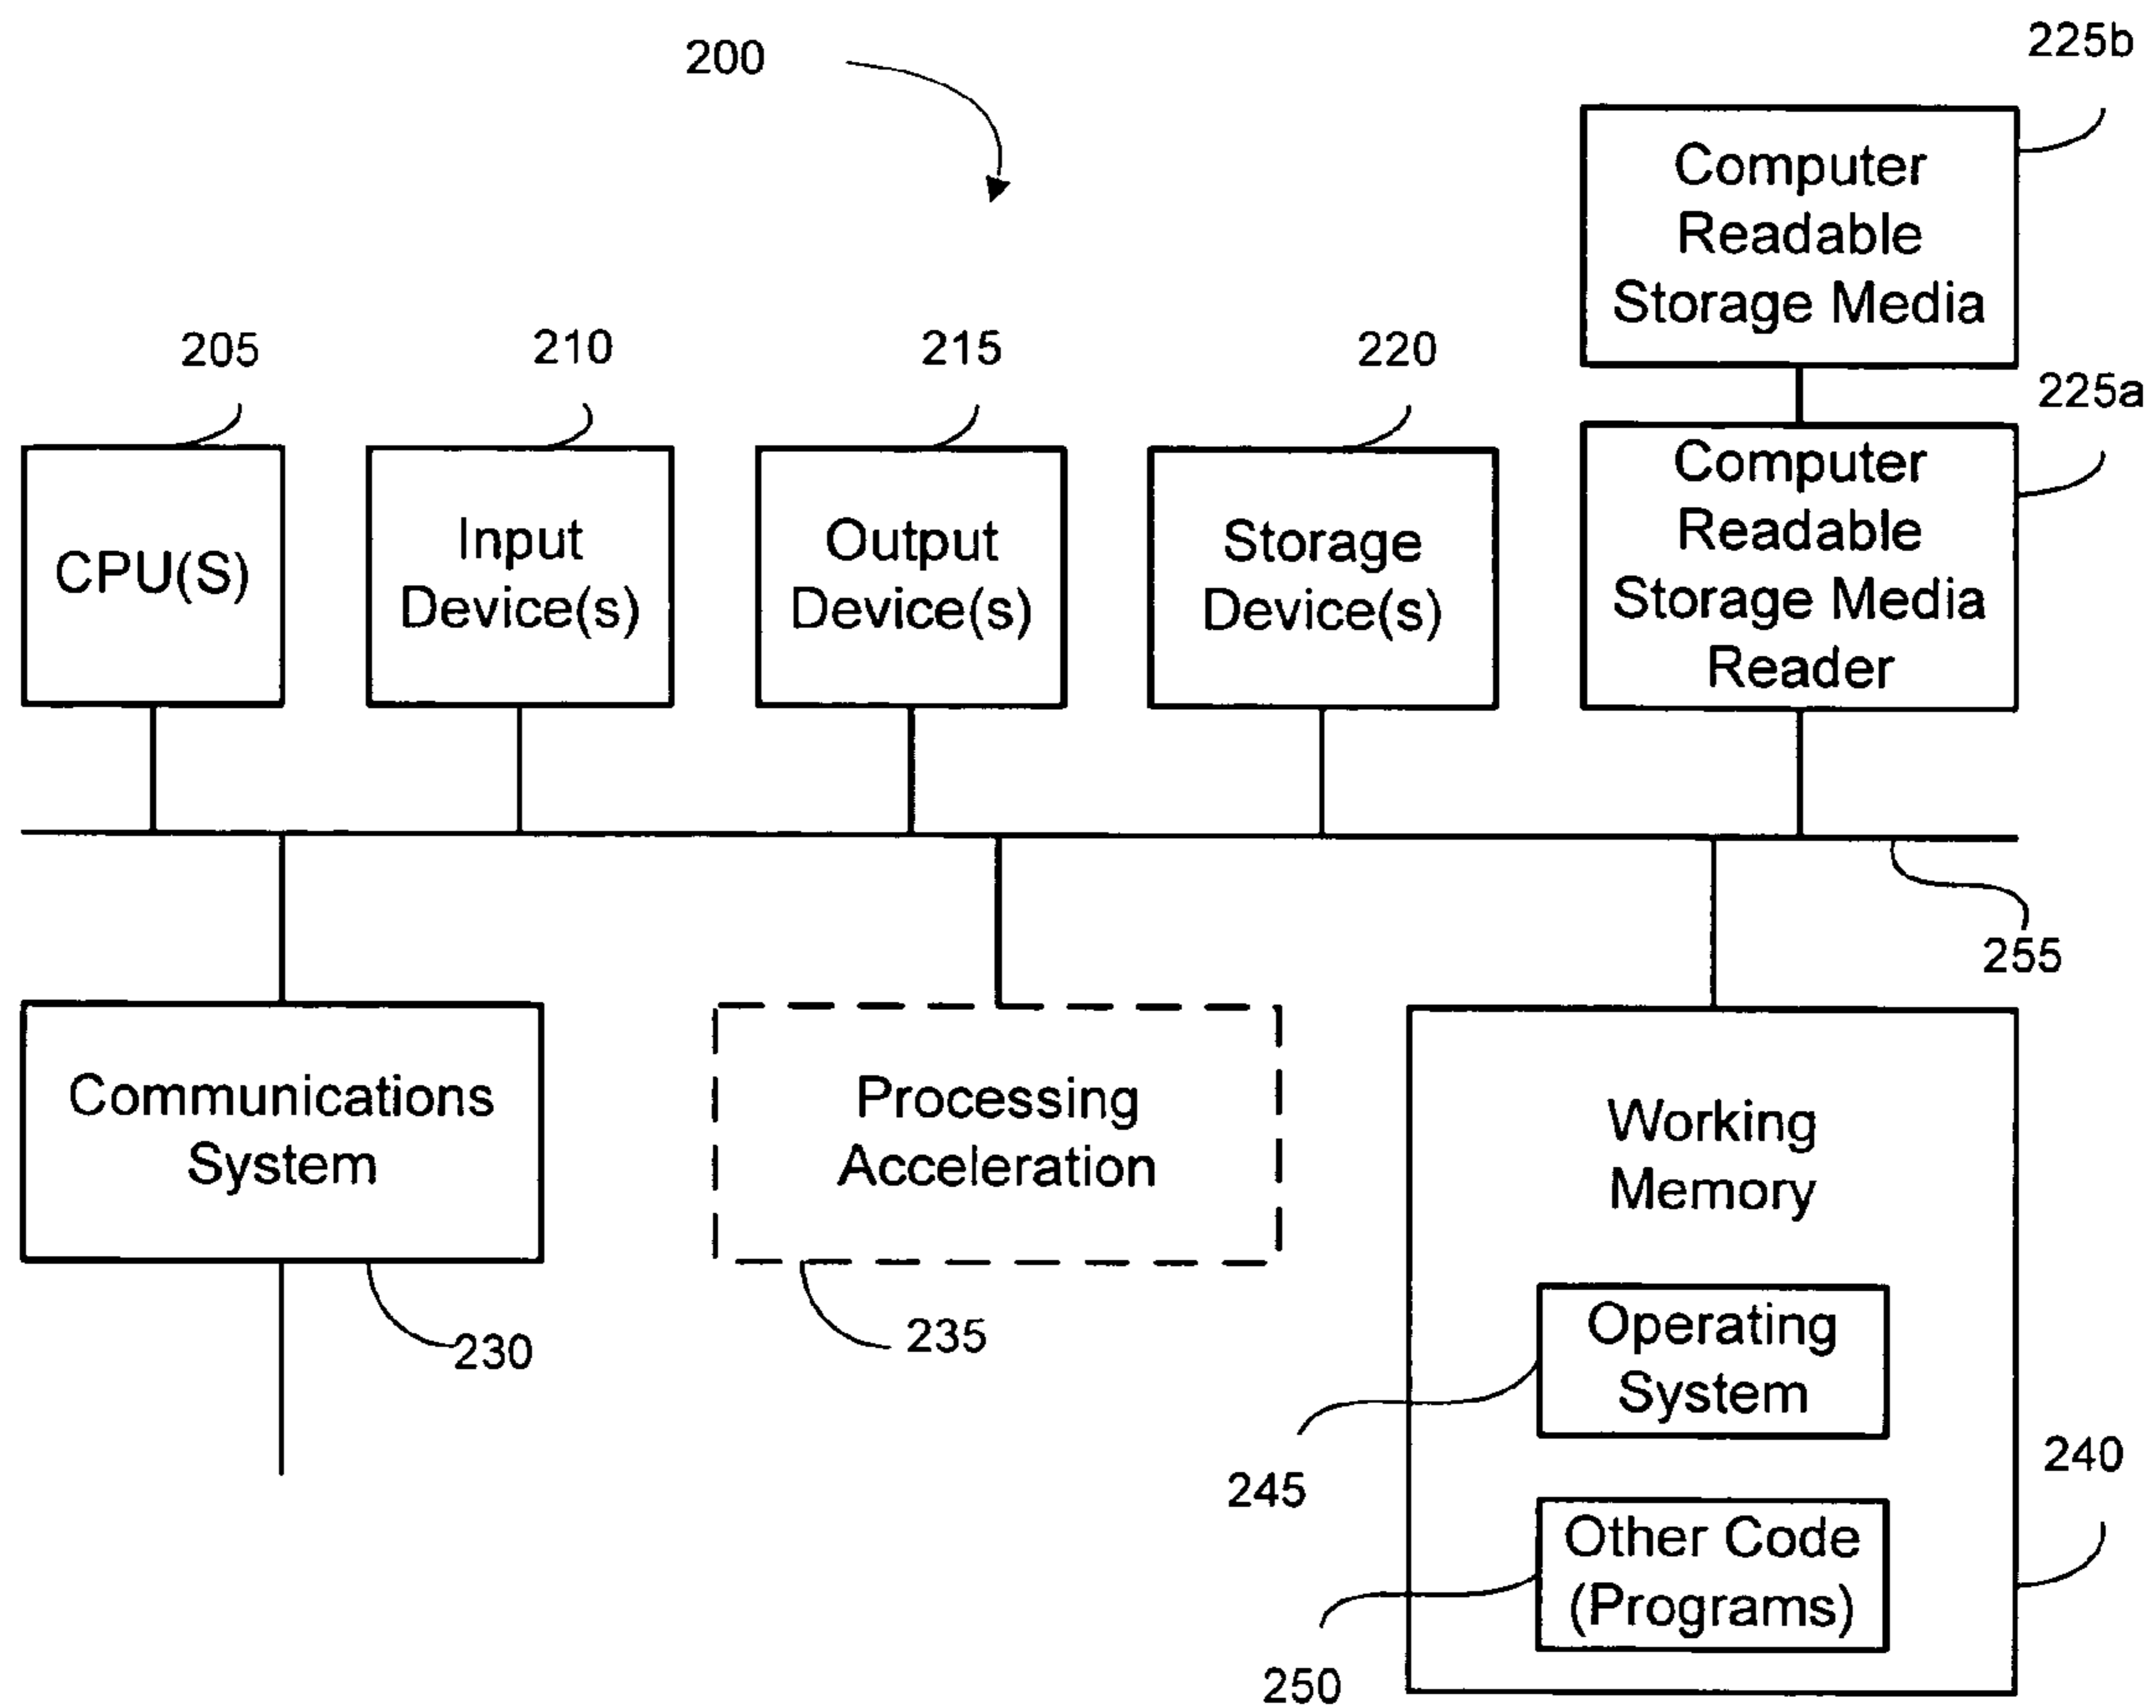 200
225b
Computer
Readable
Storage Media
205
210
215
220
225a
CPU(S)
Input
Device(s)
Output
Device(s)
Storage
Device(s)
Computer
Readable
Storage Media
Reader
255
Communications
System
230
Processing
Acceleration
235
Working
Memory
Operating
System
245
240
Other Code
(Programs)
250